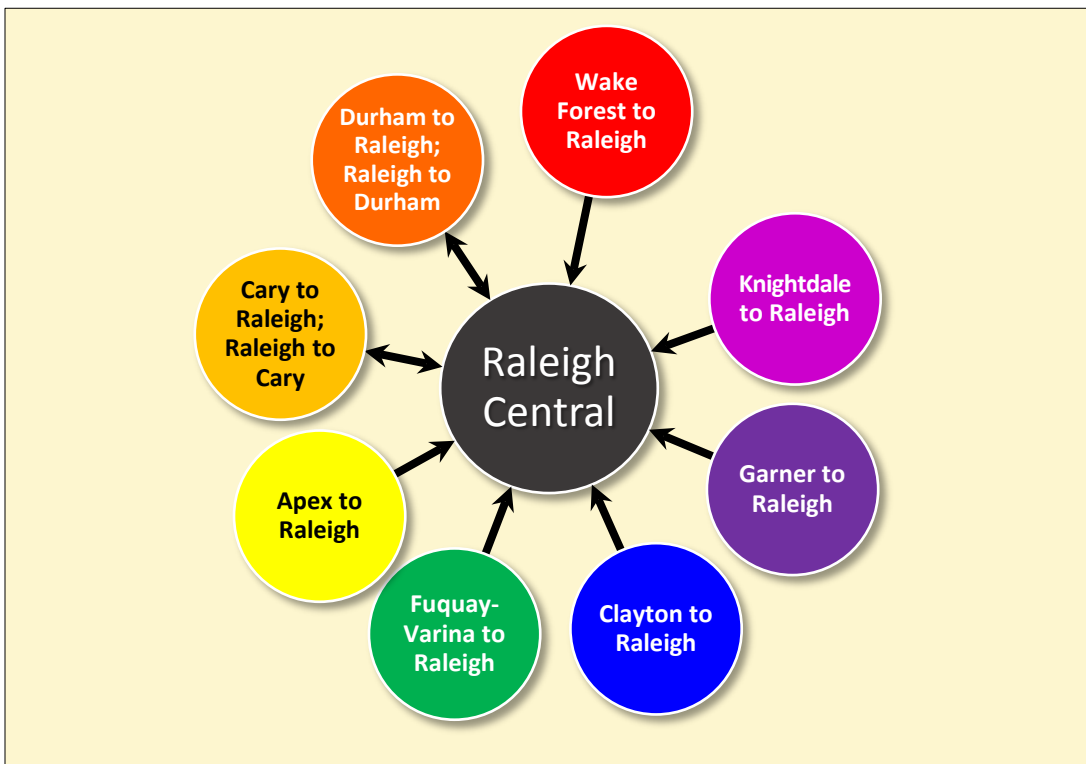 Wake
Forest to
Raleigh
Durham to
Raleigh;
Raleigh to
Durham
Knightdale
to Raleigh
Cary to
Raleigh;
Raleigh to
Cary
Raleigh
Central
Garner to
Raleigh
Apex to
Raleigh
Fuquay-
Varina to
Raleigh
Clayton to
Raleigh